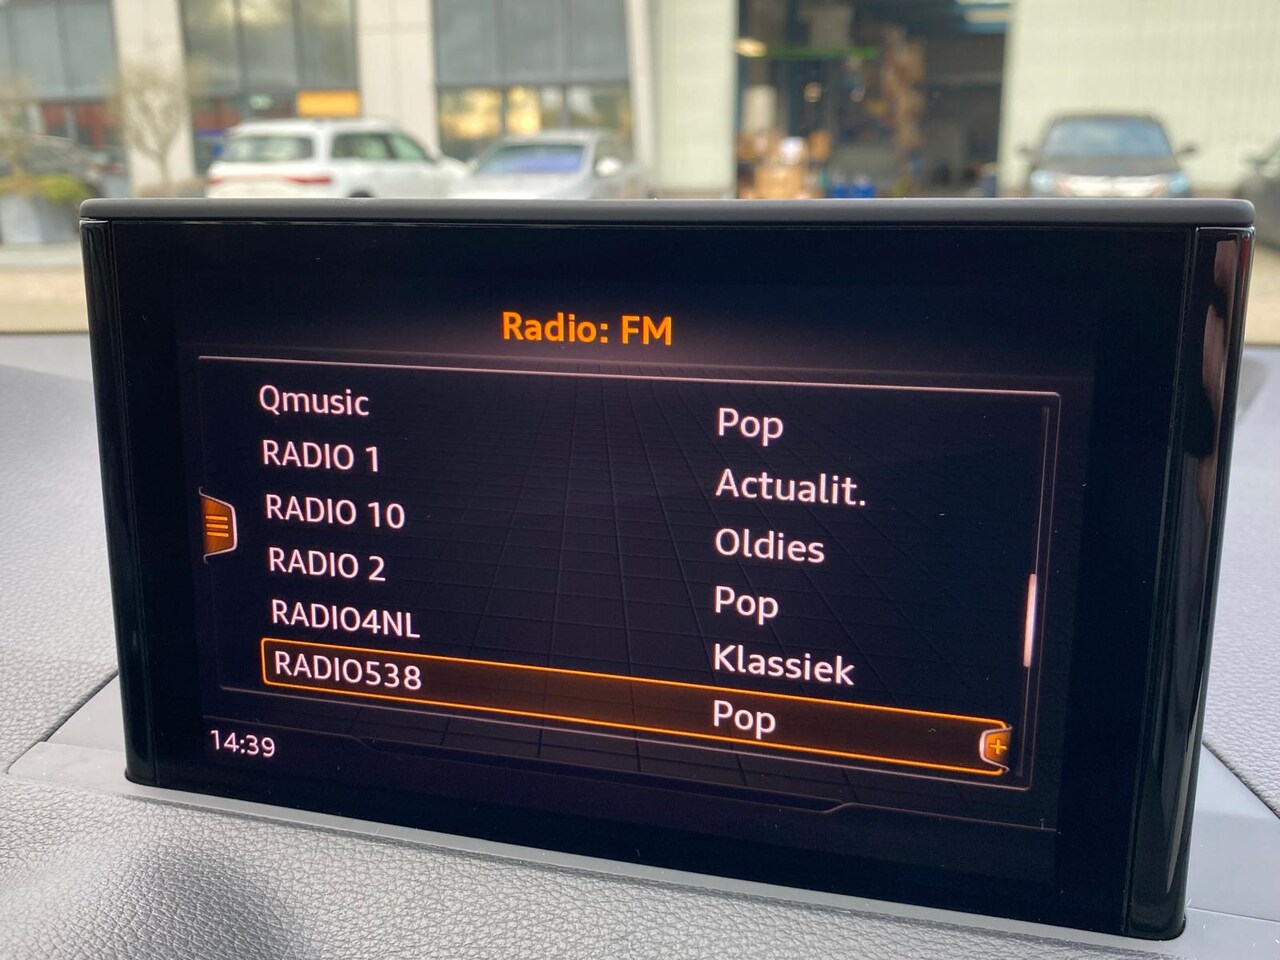 Radio: FM
Qmusic Pop
RADIO 1 Actualit.
RADIO 10 Oldies
RADIO 2 Pop
RADIO4NL Klassiek
RADIO538 Pop
14:39